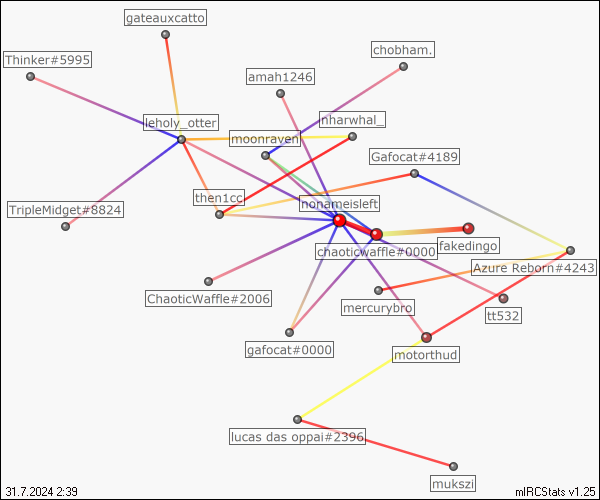 gateauxcatto
chobham.
Thinker#5995
amah1246
nharwhal_
leholy_otter
moonraven
Gafocat#4189
then1cc
nonameisleft
TripleMidget#8824
chaoticwaffle#0000
fakedingo
Azure Reborn#4243
ChaoticWaffle#2006
mercurybro
tt532
gafocat#0000
motorthud
lucas das oppai#2396
mukszi
31.7.2024 2:39
mIRCStats v1.25